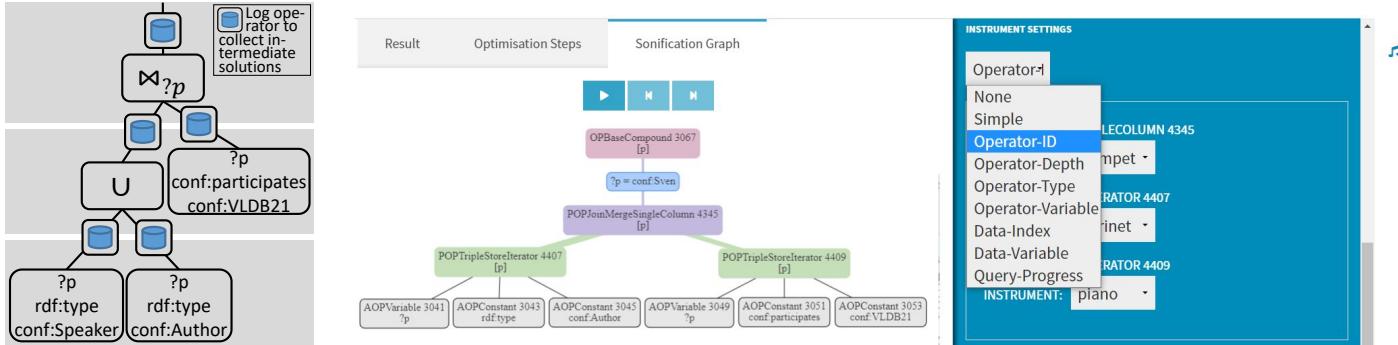 Log ope-
rator to
collect in-
termediate
solutions
⋈?p
?p
conf:participates
conf:VLDB21
∪
?p
rdf:type
conf:Speaker
?p
rdf:type
conf:Author
Result
Optimisation Steps
Sonification Graph
OPBaseCompound 3067
[p]
?p = conf:Sven
POPJoinMergeSingleColumn 4345
[p]
POPTripleStoreIterator 4407
[p]
POPTripleStoreIterator 4409
[p]
AOPVariable 3041
?p
AOPConstant 3043
rdf:type
AOPConstant 3045
conf:Author
AOPVariable 3049
?p
AOPConstant 3051
conf:participates
AOPConstant 3053
conf:VLDB21
INSTRUMENT SETTINGS
Operator-I
None
Simple
Operator-ID
Operator-Depth
Operator-Type
Operator-Variable
Data-Index
Data-Variable
Query-Progress
LECOLUMN 4345
mpet
RATOR 4407
rinet
ERATOR 4409
INSTRUMENT: piano